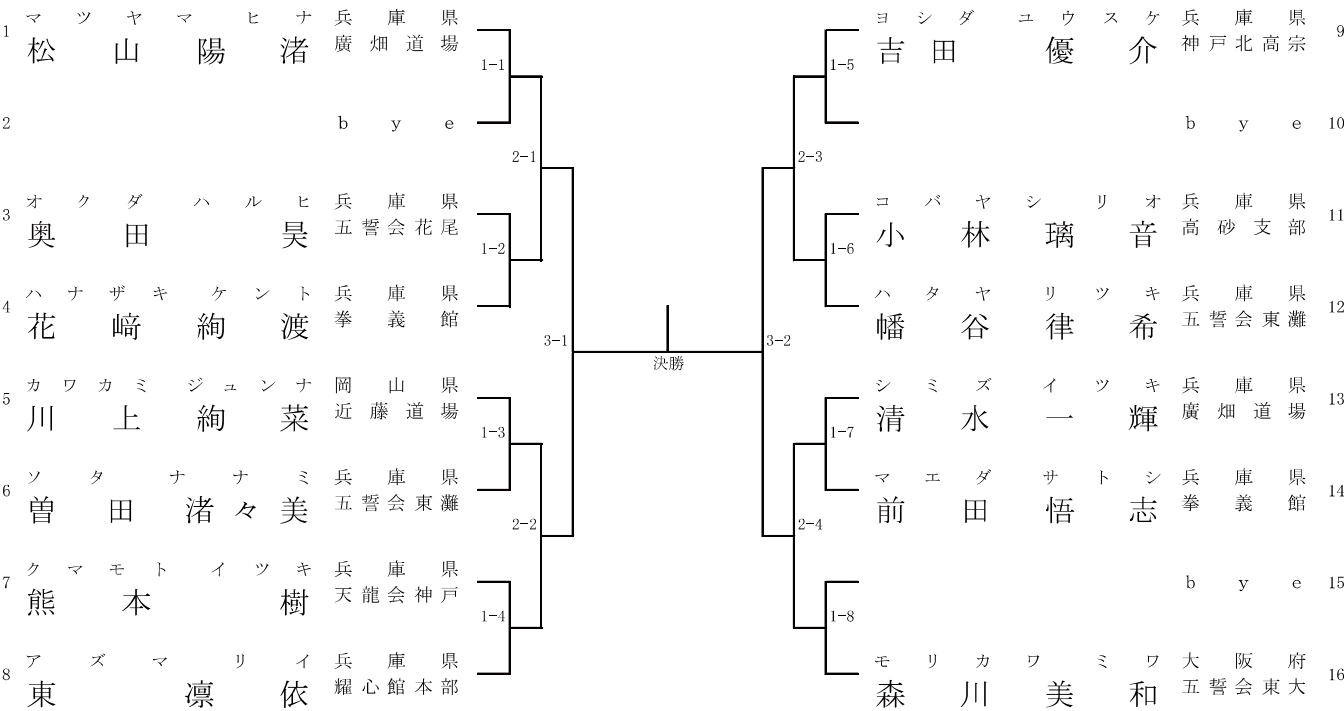 1 マツヤマ ヒナ 兵庫県
松山陽渚 廣畑道場
1-1
2 bye
2-1
3 オクダ ハルヒ 兵庫県
奥田 昊 五誓会花尾
1-2
4 ハナザキ ケント 兵庫県
花﨑絢渡 拳義館
3-1
5 カワカミ ジュンナ 岡山県
川上絢菜 近藤道場
1-3
6 ソタ ナナミ 兵庫県
曽田渚々美 五誓会東灘
2-2
7 クマモト イツキ 兵庫県
熊本 樹 天龍会神戸
1-4
8 アズマ リイ 兵庫県
東 凛依 耀心館本部
決勝
ヨシダ ユウスケ 兵庫県 9
吉田 優介 神戸北高宗
1-5
bye 10
2-3
コバヤシ リオ 兵庫県 11
小林璃音 高砂支部
1-6
ハタヤ リツキ 兵庫県 12
幡谷律希 五誓会東灘
3-2
シミズ イツキ 兵庫県 13
清水一輝 廣畑道場
1-7
マエダ サトシ 兵庫県 14
前田悟志 拳義館
2-4
bye 15
1-8
モリカワ ミワ 大阪府 16
森川美和 五誓会東大